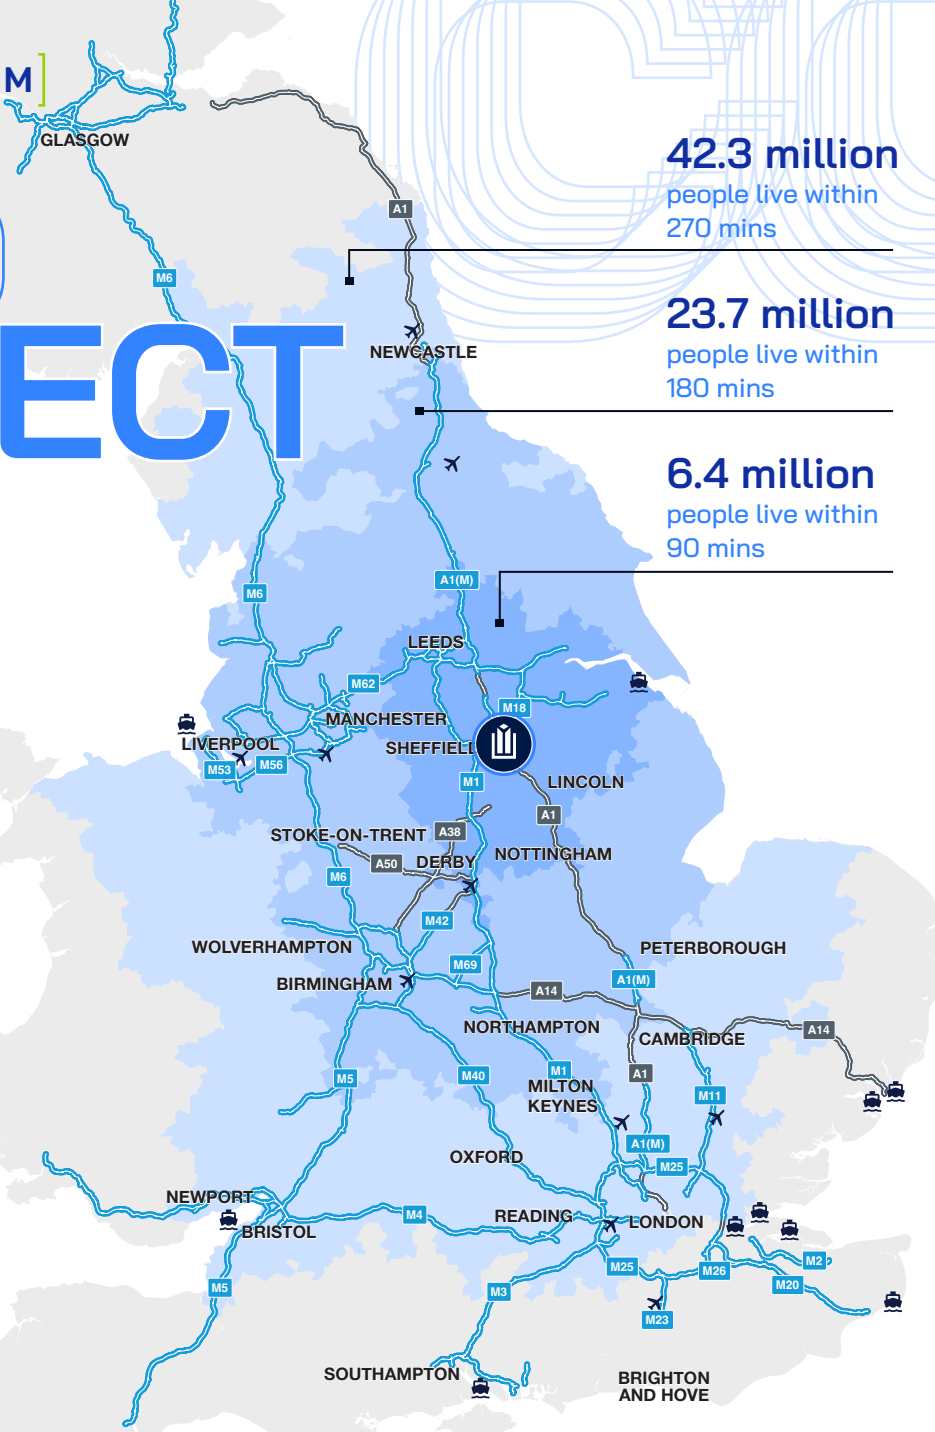 M
GLASGOW
42.3 million
people live within
270 mins
A1
M6
23.7 million
people live within
180 mins
ECT
NEWCASTLE
6.4 million
people live within
90 mins
A1(M)
M6
LEEDS
M62
M18
MANCHESTER
LIVERPOOL
SHEFFIELD
M53
M56
M1
LINCOLN
A1
STOKE-ON-TRENT
A38
NOTTINGHAM
A50
DERBY
M6
M42
WOLVERHAMPTON
PETERBOROUGH
M69
BIRMINGHAM
A1(M)
A14
NORTHAMPTON
CAMBRIDGE
A14
M5
M40
M1
A1
MILTON
KEYNES
M11
A1(M)
OXFORD
M25
NEWPORT
M4
READING
LONDON
BRISTOL
M2
M25
M26
M5
M3
M20
M23
SOUTHAMPTON
BRIGHTON
AND HOVE